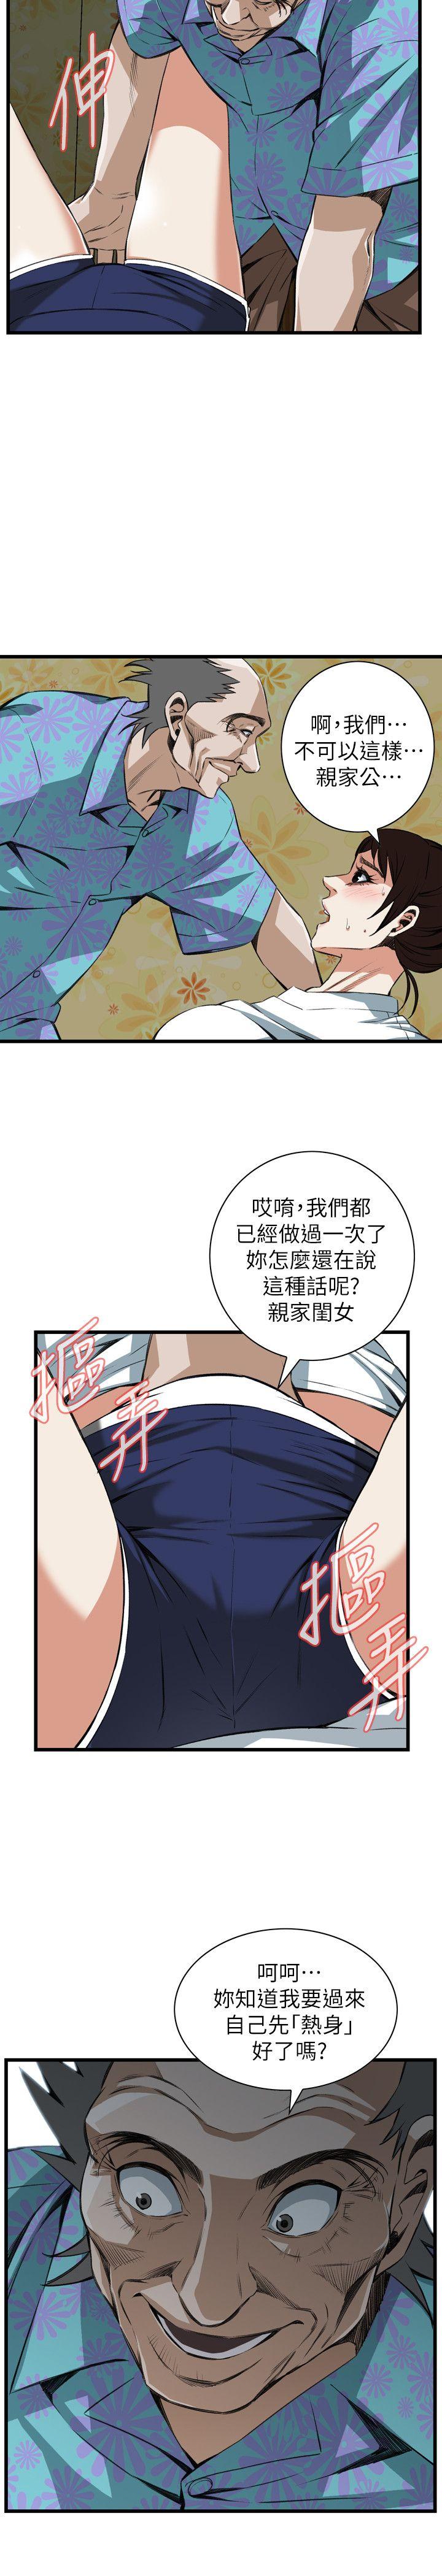 伸
啊，我們…
不可以這樣…
親家公…
哎唷，我們都
已經做過一次了
妳怎麼還在說
這種話呢?
親家閨女
摳弄
摳弄
呵呵…
妳知道我要過來
自己先「熱身」
好了嗎?